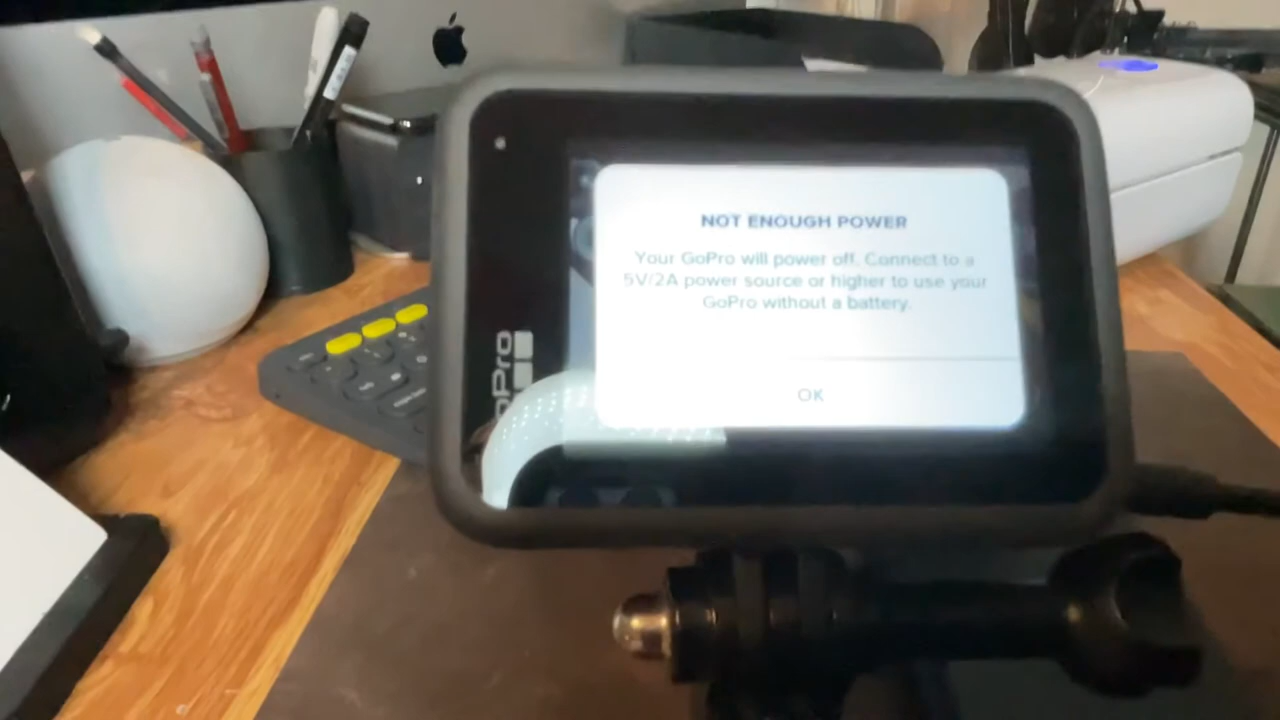 NOT ENOUGH POWER
Your GoPro will power off. Connect to a
5V/2A power source or higher to use your
GoPro without a battery.
OK
GoPro